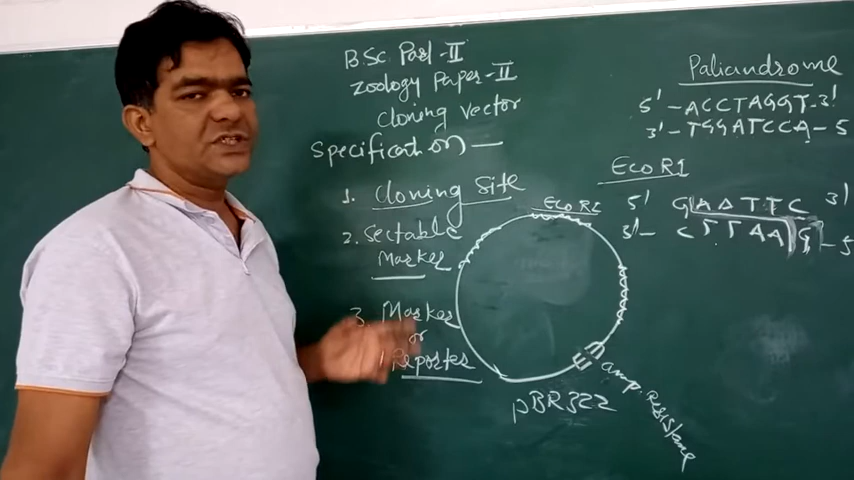 BSc Part-II
Zoology Paper-II
Cloning Vector
Specification —
1. Cloning Site
2. Sectable
Marker
3. Marker
or
Reporter
EcoR1
pBR322
amp. Resistance
Paliandrome
5'-ACCTAGGT-3'
3'-TGGATCCA-5
EcoR1
5' GAATTC 3'
3'- CTTAAG -5